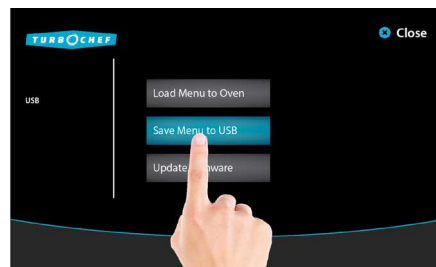 TURBOCHEF
Close
USB
Load Menu to Oven
Save Menu to USB
Update